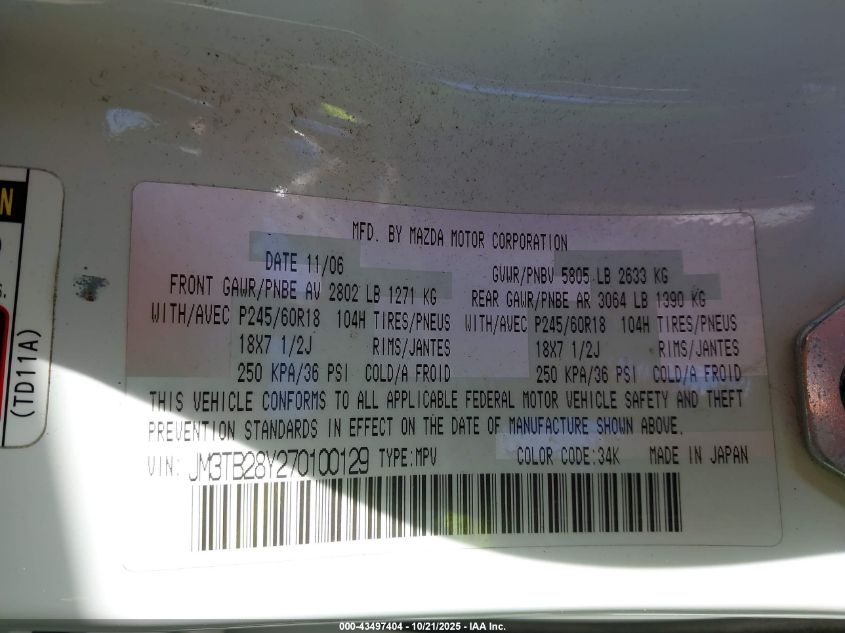 MFD. BY MAZDA MOTOR CORPORATION
DATE 11/06 GVWR/PNBV 5805 LB 2633 KG
FRONT GAWR/PNBE AV 2802 LB 1271 KG REAR GAWR/PNBE AR 3064 LB 1390 KG
WITH/AVEC P245/60R18 104H TIRES/PNEUS WITH/AVEC P245/60R18 104H TIRES/PNEUS
18X7 1/2J RIMS/JANTES 18X7 1/2J RIMS/JANTES
250 KPA/36 PSI COLD/A FROID 250 KPA/36 PSI COLD/A FROID
THIS VEHICLE CONFORMS TO ALL APPLICABLE FEDERAL MOTOR VEHICLE SAFETY AND THEFT
PREVENTION STANDARDS IN EFFECT ON THE DATE OF MANUFACTURE SHOWN ABOVE.
VIN: JM3TB28Y270100129 TYPE:MPV COLOR CODE:34K MADE IN JAPAN
(TD11A)
000-43497404 - 10/21/2025 - IAA Inc.